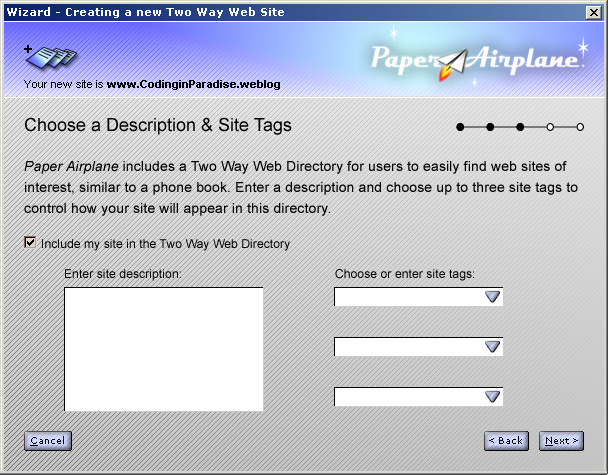 Wizard - Creating a new Two Way Web Site
Paper Airplane
Your new site is www.CodinginParadise.weblog
Choose a Description & Site Tags
Paper Airplane includes a Two Way Web Directory for users to easily find web sites of
interest, similar to a phone book. Enter a description and choose up to three site tags to
control how your site will appear in this directory.
Include my site in the Two Way Web Directory
Enter site description:
Choose or enter site tags:
Cancel
< Back
Next >